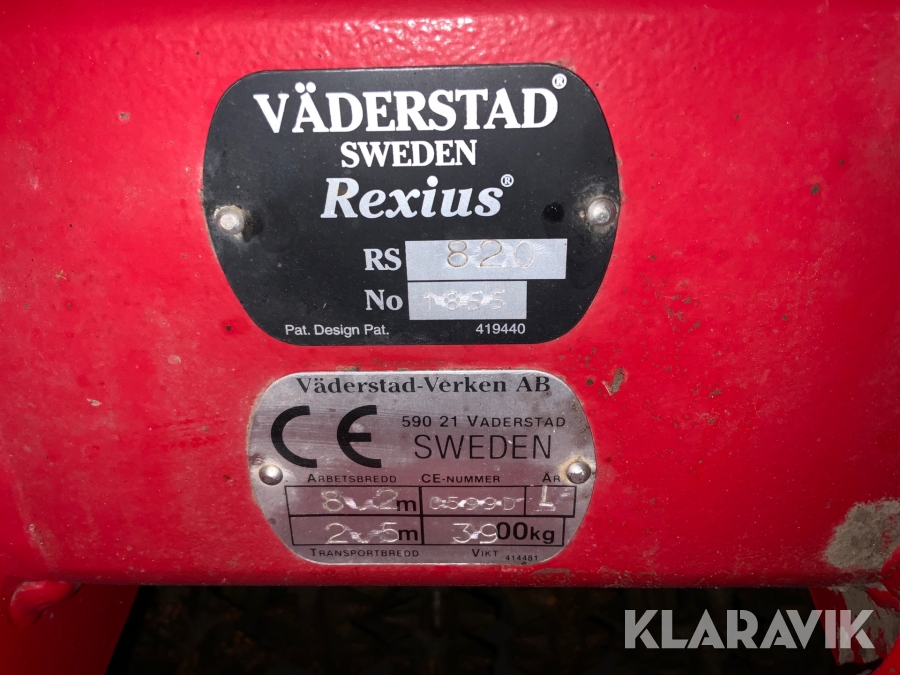 VÄDERSTAD®
SWEDEN
Rexius®
RS 820
No 1855
Pat. Design Pat. 419440
Väderstad-Verken AB
CE 590 21 VÄDERSTAD
SWEDEN
ARBETSBREDD CE-NUMMER ÅR
8.2m
2.5m 3900kg
TRANSPORTBREDD VIKT 414481
KLARAVIK